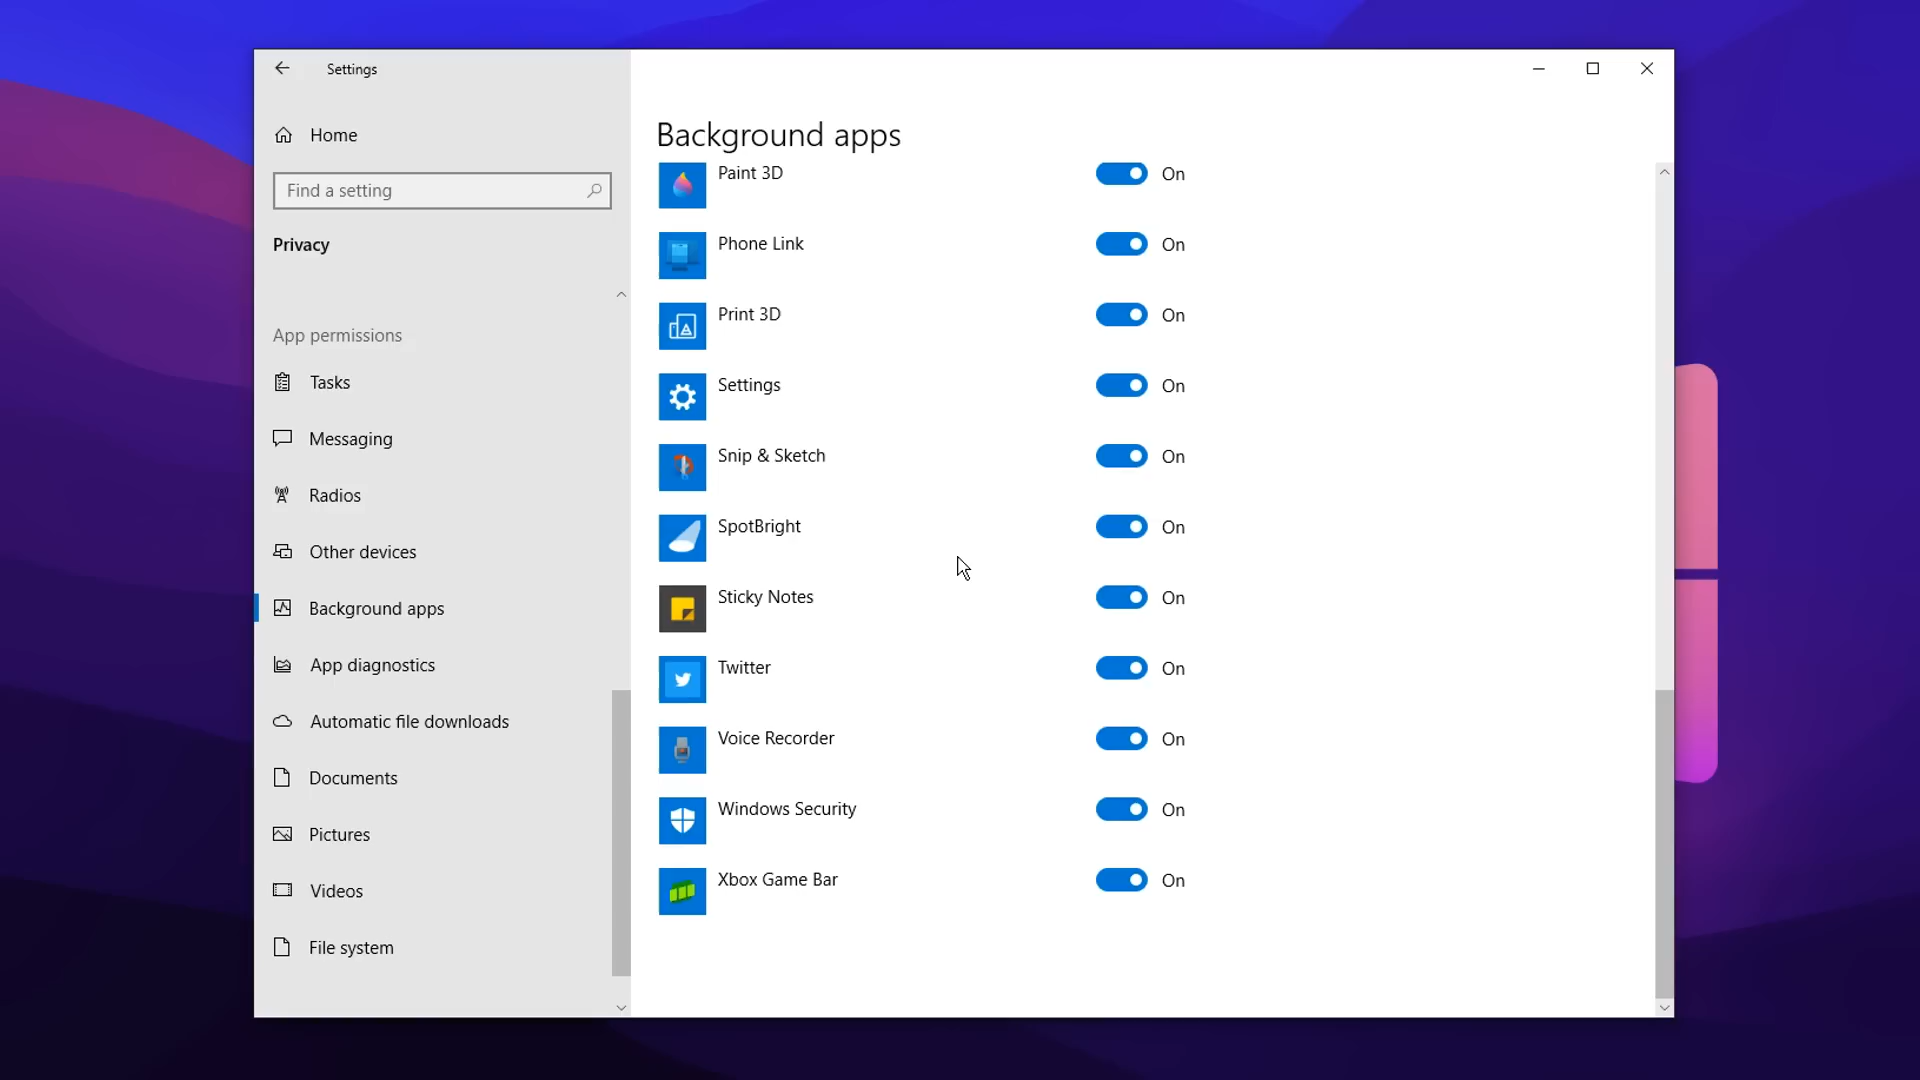 Settings
Home
Find a setting
Privacy
App permissions
Tasks
Messaging
Radios
Other devices
Background apps
App diagnostics
Automatic file downloads
Documents
Pictures
Videos
File system
Background apps
Paint 3D On
Phone Link On
Print 3D On
Settings On
Snip & Sketch On
SpotBright On
Sticky Notes On
Twitter On
Voice Recorder On
Windows Security On
Xbox Game Bar On